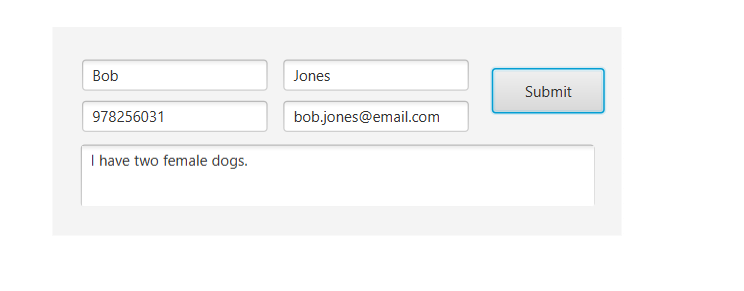 Bob
Jones
Submit
978256031
bob.jones@email.com
I have two female dogs.